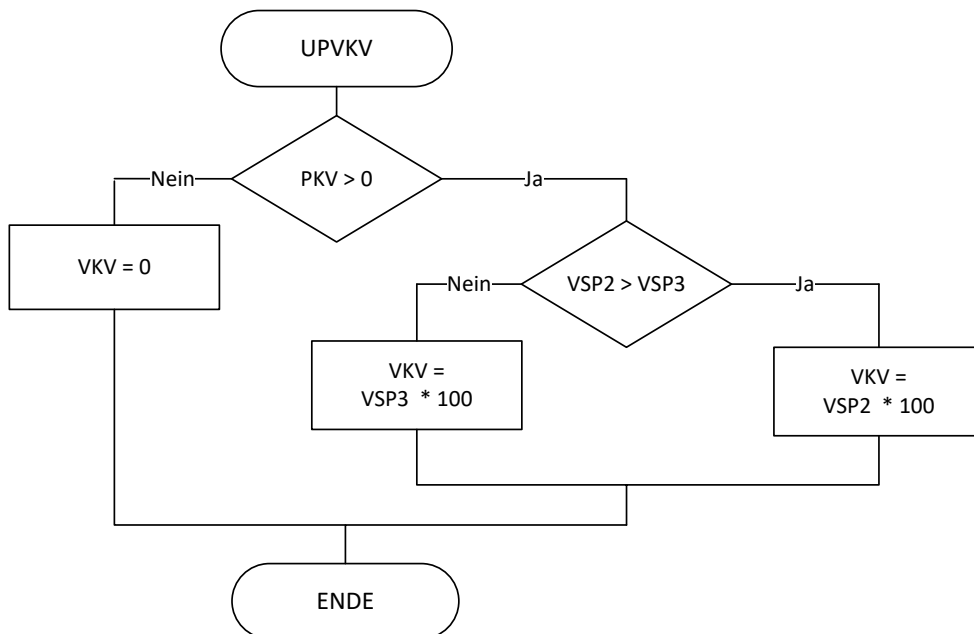 UPVKV
PKV > 0
Nein
Ja
VKV = 0
VSP2 > VSP3
Nein
Ja
VKV =
VSP3 * 100
VKV =
VSP2 * 100
ENDE